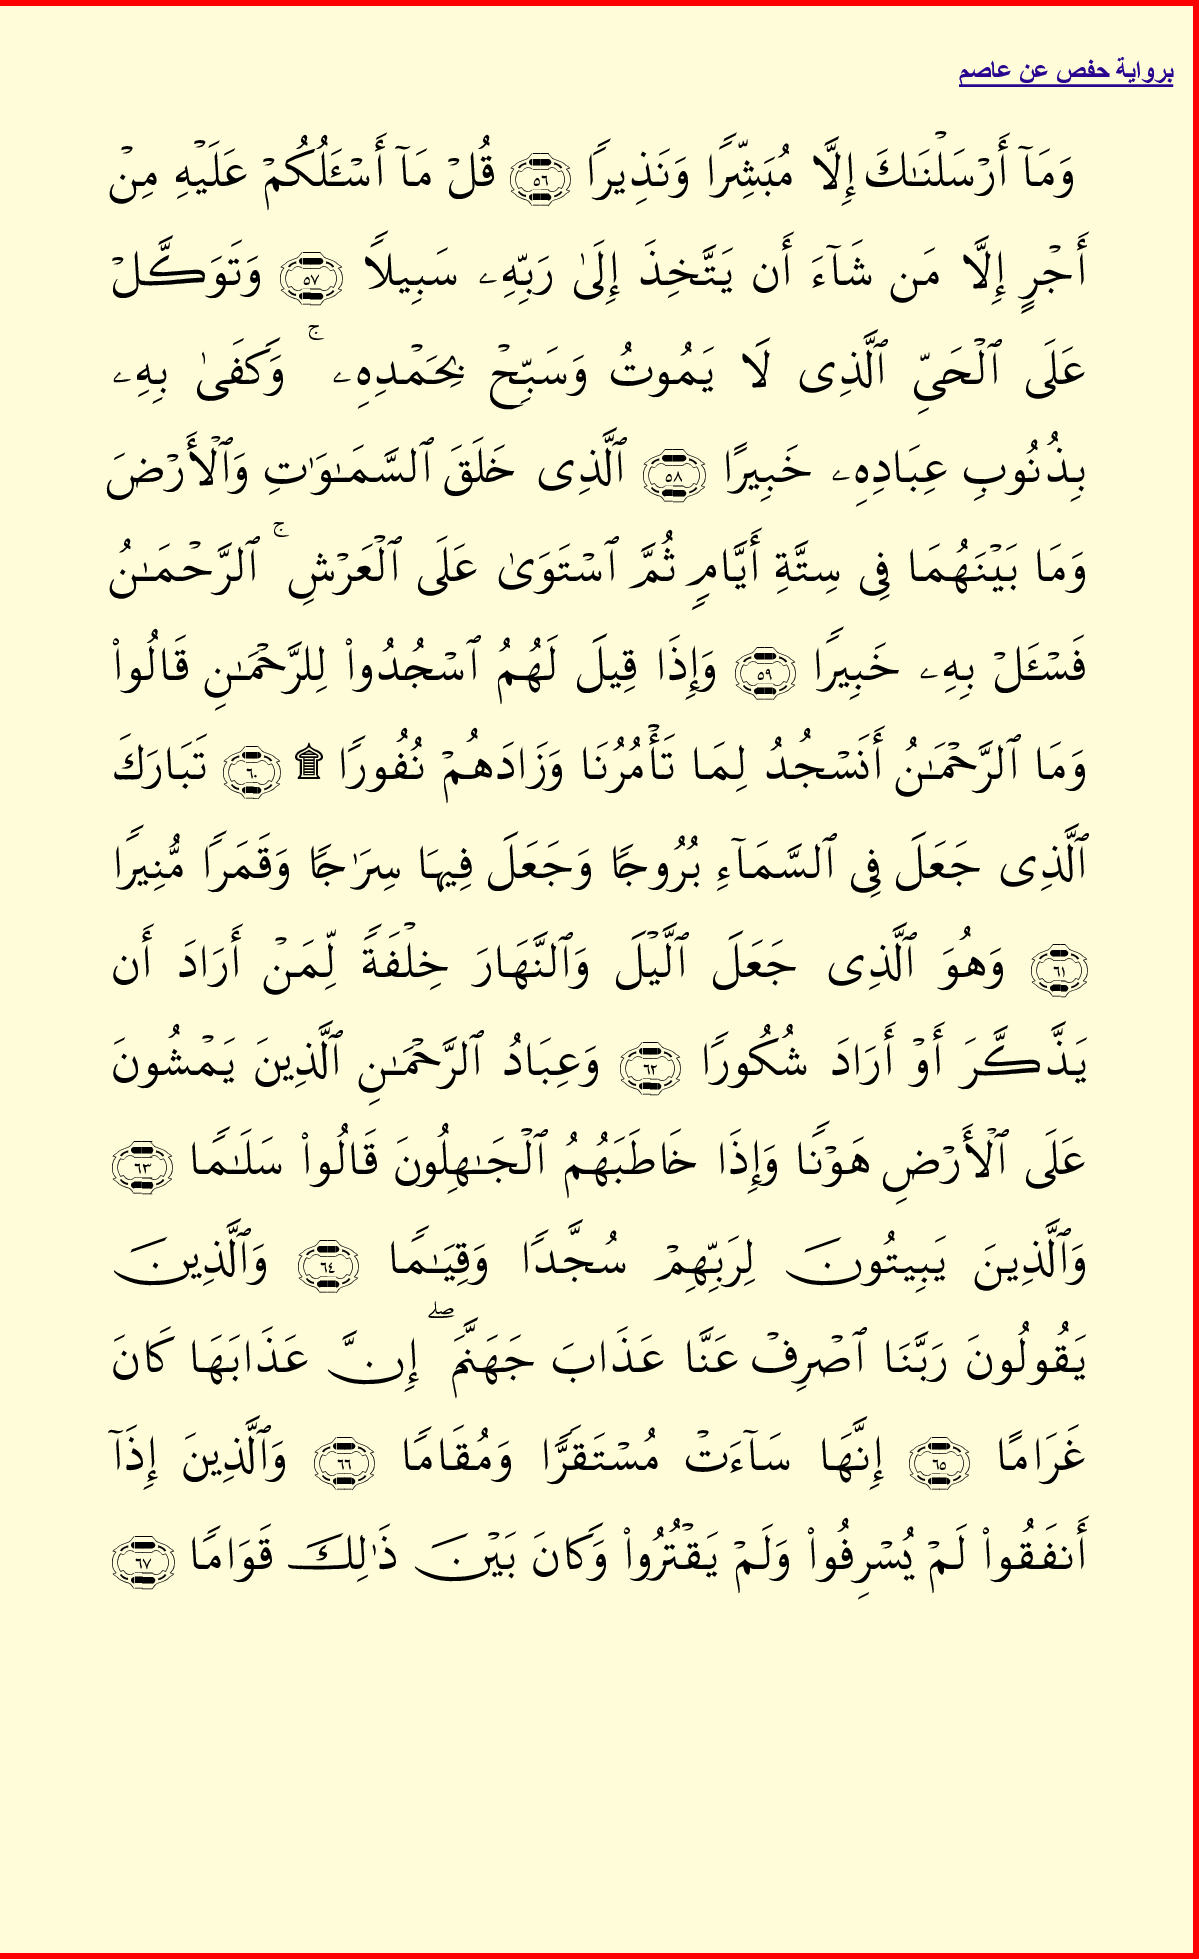 برواية حفص عن عاصم
وَمَآ أَرْسَلْنَـٰكَ إِلَّا مُبَشِّرًا وَنَذِيرًا ٥٦ قُلْ مَآ أَسْـَٔلُكُمْ عَلَيْهِ مِنْ
أَجْرٍ إِلَّا مَن شَآءَ أَن يَتَّخِذَ إِلَىٰ رَبِّهِۦ سَبِيلًا ٥٧ وَتَوَكَّلْ
عَلَى ٱلْحَىِّ ٱلَّذِى لَا يَمُوتُ وَسَبِّحْ بِحَمْدِهِۦ ۚ وَكَفَىٰ بِهِۦ
بِذُنُوبِ عِبَادِهِۦ خَبِيرًا ٥٨ ٱلَّذِى خَلَقَ ٱلسَّمَـٰوَٰتِ وَٱلْأَرْضَ
وَمَا بَيْنَهُمَا فِى سِتَّةِ أَيَّامٍ ثُمَّ ٱسْتَوَىٰ عَلَى ٱلْعَرْشِ ۚ ٱلرَّحْمَـٰنُ
فَسْـَٔلْ بِهِۦ خَبِيرًا ٥٩ وَإِذَا قِيلَ لَهُمُ ٱسْجُدُوا۟ لِلرَّحْمَـٰنِ قَالُوا۟
وَمَا ٱلرَّحْمَـٰنُ أَنَسْجُدُ لِمَا تَأْمُرُنَا وَزَادَهُمْ نُفُورًا ۩ ٦٠ تَبَارَكَ
ٱلَّذِى جَعَلَ فِى ٱلسَّمَآءِ بُرُوجًا وَجَعَلَ فِيهَا سِرَٰجًا وَقَمَرًا مُّنِيرًا
٦١ وَهُوَ ٱلَّذِى جَعَلَ ٱلَّيْلَ وَٱلنَّهَارَ خِلْفَةً لِّمَنْ أَرَادَ أَن
يَذَّكَّرَ أَوْ أَرَادَ شُكُورًا ٦٢ وَعِبَادُ ٱلرَّحْمَـٰنِ ٱلَّذِينَ يَمْشُونَ
عَلَى ٱلْأَرْضِ هَوْنًا وَإِذَا خَاطَبَهُمُ ٱلْجَـٰهِلُونَ قَالُوا۟ سَلَـٰمًا ٦٣
وَٱلَّذِينَ يَبِيتُونَ لِرَبِّهِمْ سُجَّدًا وَقِيَـٰمًا ٦٤ وَٱلَّذِينَ
يَقُولُونَ رَبَّنَا ٱصْرِفْ عَنَّا عَذَابَ جَهَنَّمَ ۖ إِنَّ عَذَابَهَا كَانَ
غَرَامًا ٦٥ إِنَّهَا سَآءَتْ مُسْتَقَرًّا وَمُقَامًا ٦٦ وَٱلَّذِينَ إِذَآ
أَنفَقُوا۟ لَمْ يُسْرِفُوا۟ وَلَمْ يَقْتُرُوا۟ وَكَانَ بَيْنَ ذَٰلِكَ قَوَامًا ٦٧